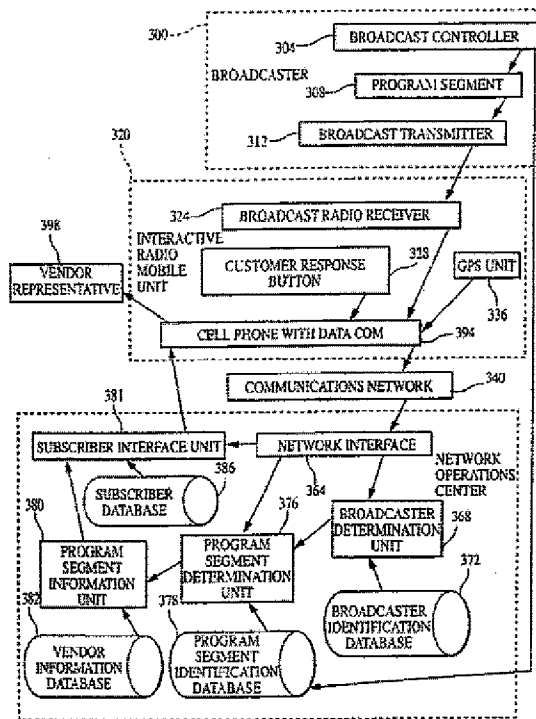 300
304
BROADCAST CONTROLLER
BROADCASTER
308
PROGRAM SEGMENT
312
BROADCAST TRANSMITTER
320
324
BROADCAST RADIO RECEIVER
398
INTERACTIVE
RADIO
MOBILE
UNIT
328
CUSTOMER RESPONSE
BUTTON
GPS UNIT
336
VENDOR
REPRESENTATIVE
CELL PHONE WITH DATA COM
394
COMMUNICATIONS NETWORK
340
381
SUBSCRIBER INTERFACE UNIT
NETWORK INTERFACE
364
NETWORK
OPERATIONS
CENTER
SUBSCRIBER
DATABASE
386
380
376
PROGRAM
SEGMENT
INFORMATION
UNIT
PROGRAM
SEGMENT
DETERMINATION
UNIT
BROADCASTER
DETERMINATION
UNIT
368
372
382
VENDOR
INFORMATION
DATABASE
378
PROGRAM
SEGMENT
IDENTIFICATION
DATABASE
BROADCASTER
IDENTIFICATION
DATABASE